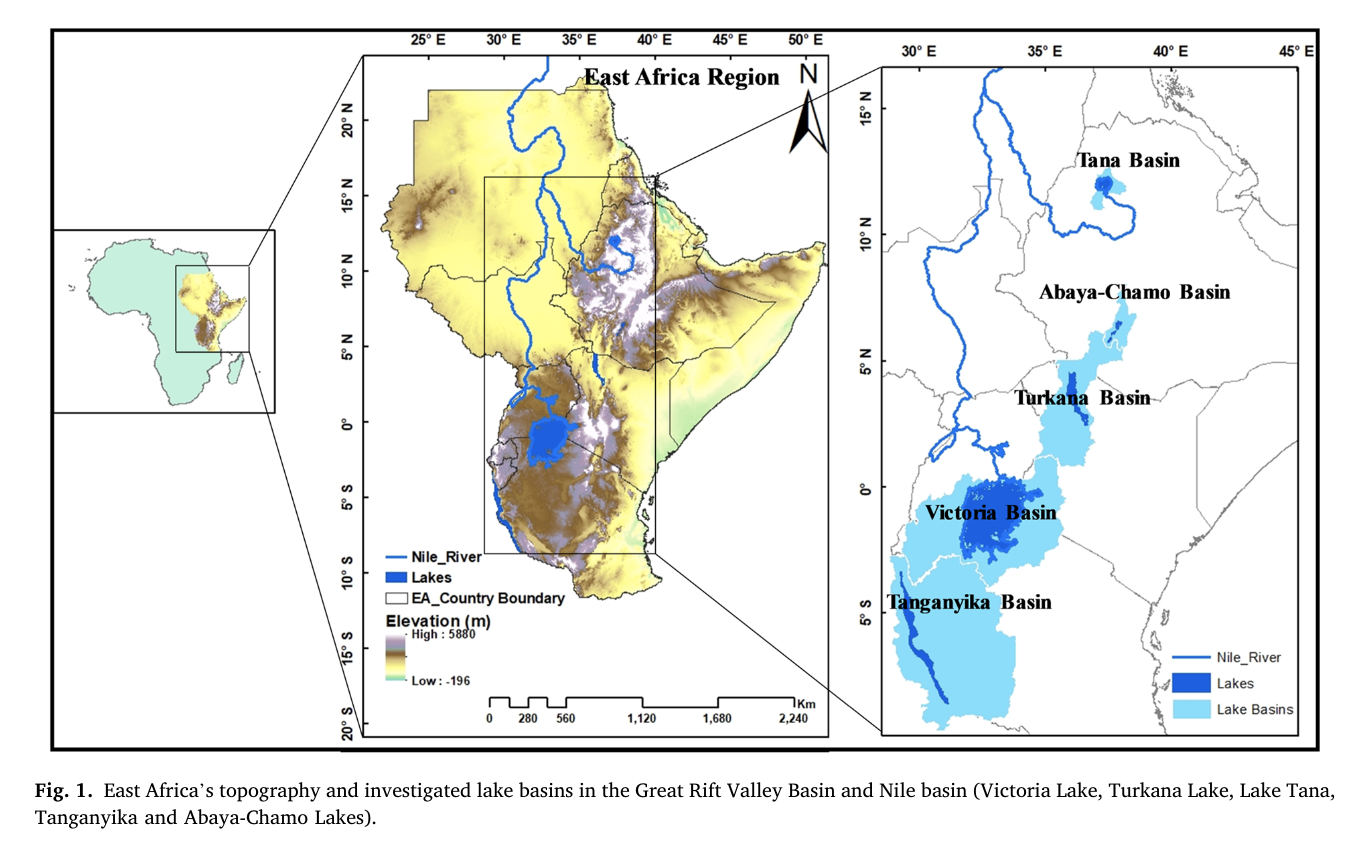 25° E 30° E 35° E 40° E 45° E 50° E
East Africa Region
N
20° N
15° N
10° N
5° N
0°
5° S
10° S
15° S
20° S
Nile_River
Lakes
EA_Country Boundary
Elevation (m)
High : 5880
Low : -196
Km
0 280 560 1,120 1,680 2,240
30° E 35° E 40° E 45° E
15° N
10° N
5° N
0°
5° S
Tana Basin
Abaya-Chamo Basin
Turkana Basin
Victoria Basin
Tanganyika Basin
Nile_River
Lakes
Lake Basins
Fig. 1. East Africa's topography and investigated lake basins in the Great Rift Valley Basin and Nile basin (Victoria Lake, Turkana Lake, Lake Tana,
Tanganyika and Abaya-Chamo Lakes).